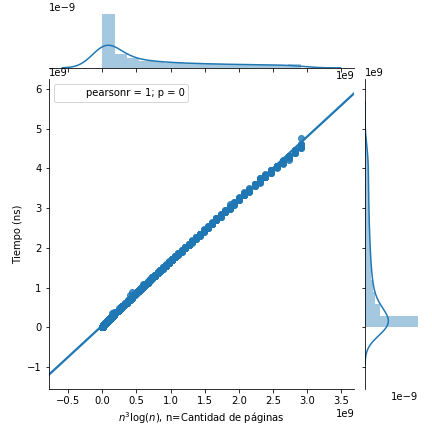 1e−9
1e9
1e9
1e9
pearsonr = 1; p = 0
6
5
4
3
2
1
0
−1
Tiempo (ns)
−0.5 0.0 0.5 1.0 1.5 2.0 2.5 3.0 3.5
1e−9
1e9
n³log(n), n=Cantidad de páginas